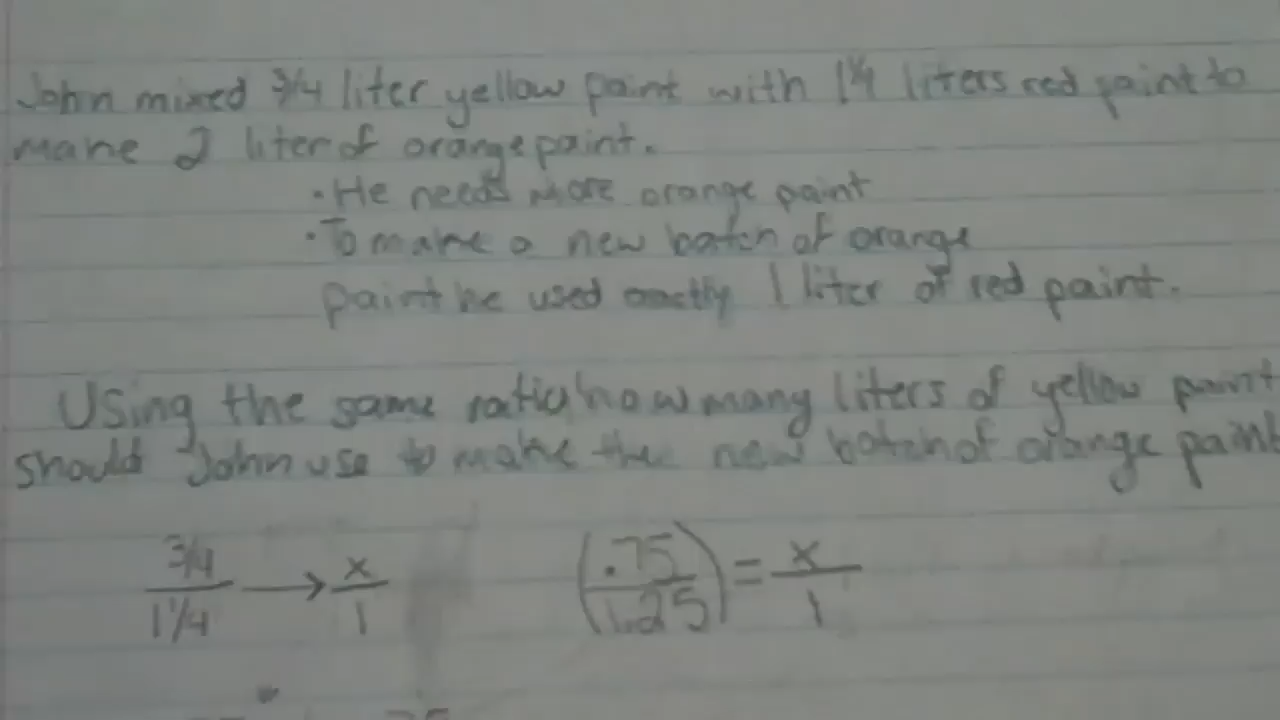 John mixed 3/4 liter yellow paint with 1 1/4 liters red paint to
make 2 liter of orange paint.
· He needs more orange paint
· To make a new batch of orange
paint he used exactly 1 liter of red paint.
Using the same ratio how many liters of yellow paint
should John use to make the new batch of orange paint
3/4 / 1 1/4 → x / 1 (.75 / 1.25) = x / 1